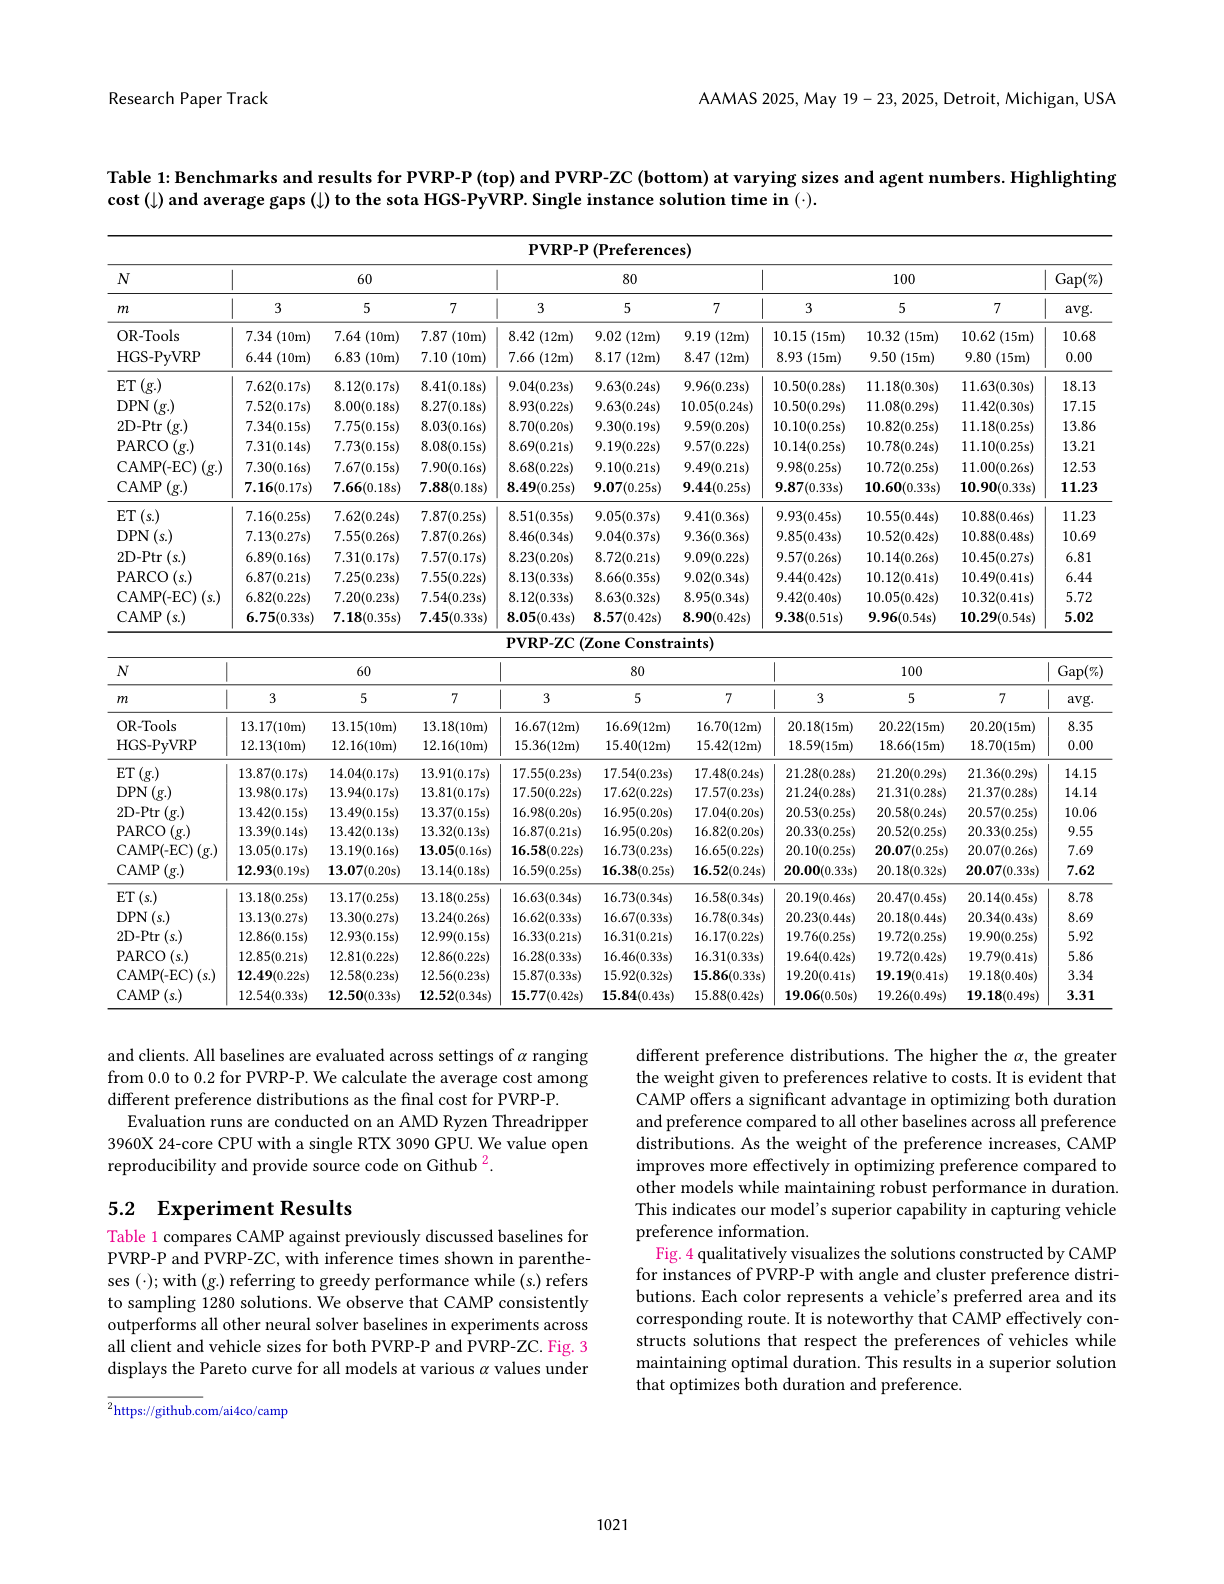 Research Paper Track
AAMAS 2025, May 19 – 23, 2025, Detroit, Michigan, USA
Table 1: Benchmarks and results for PVRP-P (top) and PVRP-ZC (bottom) at varying sizes and agent numbers. Highlighting
cost (↓) and average gaps (↓) to the sota HGS-PyVRP. Single instance solution time in (·).
PVRP-P (Preferences)
N 60 80 100 Gap(%)
m 3 5 7 3 5 7 3 5 7 avg.
OR-Tools 7.34 (10m) 7.64 (10m) 7.87 (10m) 8.42 (12m) 9.02 (12m) 9.19 (12m) 10.15 (15m) 10.32 (15m) 10.62 (15m) 10.68
HGS-PyVRP 6.44 (10m) 6.83 (10m) 7.10 (10m) 7.66 (12m) 8.17 (12m) 8.47 (12m) 8.93 (15m) 9.50 (15m) 9.80 (15m) 0.00
ET (g.) 7.62(0.17s) 8.12(0.17s) 8.41(0.18s) 9.04(0.23s) 9.63(0.24s) 9.96(0.23s) 10.50(0.28s) 11.18(0.30s) 11.63(0.30s) 18.13
DPN (g.) 7.52(0.17s) 8.00(0.18s) 8.27(0.18s) 8.93(0.22s) 9.63(0.24s) 10.05(0.24s) 10.50(0.29s) 11.08(0.29s) 11.42(0.30s) 17.15
2D-Ptr (g.) 7.34(0.15s) 7.75(0.15s) 8.03(0.16s) 8.70(0.20s) 9.30(0.19s) 9.59(0.20s) 10.10(0.25s) 10.82(0.25s) 11.18(0.25s) 13.86
PARCO (g.) 7.31(0.14s) 7.73(0.15s) 8.08(0.15s) 8.69(0.21s) 9.19(0.22s) 9.57(0.22s) 10.14(0.25s) 10.78(0.24s) 11.10(0.25s) 13.21
CAMP(-EC) (g.) 7.30(0.16s) 7.67(0.15s) 7.90(0.16s) 8.68(0.22s) 9.10(0.21s) 9.49(0.21s) 9.98(0.25s) 10.72(0.25s) 11.00(0.26s) 12.53
CAMP (g.) 7.16(0.17s) 7.66(0.18s) 7.88(0.18s) 8.49(0.25s) 9.07(0.25s) 9.44(0.25s) 9.87(0.33s) 10.60(0.33s) 10.90(0.33s) 11.23
ET (s.) 7.16(0.25s) 7.62(0.24s) 7.87(0.25s) 8.51(0.35s) 9.05(0.37s) 9.41(0.36s) 9.93(0.45s) 10.55(0.44s) 10.88(0.46s) 11.23
DPN (s.) 7.13(0.27s) 7.55(0.26s) 7.87(0.26s) 8.46(0.34s) 9.04(0.37s) 9.36(0.36s) 9.85(0.43s) 10.52(0.42s) 10.88(0.48s) 10.69
2D-Ptr (s.) 6.89(0.16s) 7.31(0.17s) 7.57(0.17s) 8.23(0.20s) 8.72(0.21s) 9.09(0.22s) 9.57(0.26s) 10.14(0.26s) 10.45(0.27s) 6.81
PARCO (s.) 6.87(0.21s) 7.25(0.23s) 7.55(0.22s) 8.13(0.33s) 8.66(0.35s) 9.02(0.34s) 9.44(0.42s) 10.12(0.41s) 10.49(0.41s) 6.44
CAMP(-EC) (s.) 6.82(0.22s) 7.20(0.23s) 7.54(0.23s) 8.12(0.33s) 8.63(0.32s) 8.95(0.34s) 9.42(0.40s) 10.05(0.42s) 10.32(0.41s) 5.72
CAMP (s.) 6.75(0.33s) 7.18(0.35s) 7.45(0.33s) 8.05(0.43s) 8.57(0.42s) 8.90(0.42s) 9.38(0.51s) 9.96(0.54s) 10.29(0.54s) 5.02
PVRP-ZC (Zone Constraints)
N 60 80 100 Gap(%)
m 3 5 7 3 5 7 3 5 7 avg.
OR-Tools 13.17(10m) 13.15(10m) 13.18(10m) 16.67(12m) 16.69(12m) 16.70(12m) 20.18(15m) 20.22(15m) 20.20(15m) 8.35
HGS-PyVRP 12.13(10m) 12.16(10m) 12.16(10m) 15.36(12m) 15.40(12m) 15.42(12m) 18.59(15m) 18.66(15m) 18.70(15m) 0.00
ET (g.) 13.87(0.17s) 14.04(0.17s) 13.91(0.17s) 17.55(0.23s) 17.54(0.23s) 17.48(0.24s) 21.28(0.28s) 21.20(0.29s) 21.36(0.29s) 14.15
DPN (g.) 13.98(0.17s) 13.94(0.17s) 13.81(0.17s) 17.50(0.22s) 17.62(0.22s) 17.57(0.23s) 21.24(0.28s) 21.31(0.28s) 21.37(0.28s) 14.14
2D-Ptr (g.) 13.42(0.15s) 13.49(0.15s) 13.37(0.15s) 16.98(0.20s) 16.95(0.20s) 17.04(0.20s) 20.53(0.25s) 20.58(0.24s) 20.57(0.25s) 10.06
PARCO (g.) 13.39(0.14s) 13.42(0.13s) 13.32(0.13s) 16.87(0.21s) 16.95(0.20s) 16.82(0.20s) 20.33(0.25s) 20.52(0.25s) 20.33(0.25s) 9.55
CAMP(-EC) (g.) 13.05(0.17s) 13.19(0.16s) 13.05(0.16s) 16.58(0.22s) 16.73(0.23s) 16.65(0.22s) 20.10(0.25s) 20.07(0.25s) 20.07(0.26s) 7.69
CAMP (g.) 12.93(0.19s) 13.07(0.20s) 13.14(0.18s) 16.59(0.25s) 16.38(0.25s) 16.52(0.24s) 20.00(0.33s) 20.18(0.32s) 20.07(0.33s) 7.62
ET (s.) 13.18(0.25s) 13.17(0.25s) 13.18(0.25s) 16.63(0.34s) 16.73(0.34s) 16.58(0.34s) 20.19(0.46s) 20.47(0.45s) 20.14(0.45s) 8.78
DPN (s.) 13.13(0.27s) 13.30(0.27s) 13.24(0.26s) 16.62(0.33s) 16.67(0.33s) 16.78(0.34s) 20.23(0.44s) 20.18(0.44s) 20.34(0.43s) 8.69
2D-Ptr (s.) 12.86(0.15s) 12.93(0.15s) 12.99(0.15s) 16.33(0.21s) 16.31(0.21s) 16.17(0.22s) 19.76(0.25s) 19.72(0.25s) 19.90(0.25s) 5.92
PARCO (s.) 12.85(0.21s) 12.81(0.22s) 12.86(0.22s) 16.28(0.33s) 16.46(0.33s) 16.31(0.33s) 19.64(0.42s) 19.72(0.42s) 19.79(0.41s) 5.86
CAMP(-EC) (s.) 12.49(0.22s) 12.58(0.23s) 12.56(0.23s) 15.87(0.33s) 15.92(0.32s) 15.86(0.33s) 19.20(0.41s) 19.19(0.41s) 19.18(0.40s) 3.34
CAMP (s.) 12.54(0.33s) 12.50(0.33s) 12.52(0.34s) 15.77(0.42s) 15.84(0.43s) 15.88(0.42s) 19.06(0.50s) 19.26(0.49s) 19.18(0.49s) 3.31
and clients. All baselines are evaluated across settings of α ranging
from 0.0 to 0.2 for PVRP-P. We calculate the average cost among
different preference distributions as the final cost for PVRP-P.
Evaluation runs are conducted on an AMD Ryzen Threadripper
3960X 24-core CPU with a single RTX 3090 GPU. We value open
reproducibility and provide source code on Github 2.
5.2 Experiment Results
Table 1 compares CAMP against previously discussed baselines for
PVRP-P and PVRP-ZC, with inference times shown in parenthe-
ses (·); with (g.) referring to greedy performance while (s.) refers
to sampling 1280 solutions. We observe that CAMP consistently
outperforms all other neural solver baselines in experiments across
all client and vehicle sizes for both PVRP-P and PVRP-ZC. Fig. 3
displays the Pareto curve for all models at various α values under
2https://github.com/ai4co/camp
different preference distributions. The higher the α, the greater
the weight given to preferences relative to costs. It is evident that
CAMP offers a significant advantage in optimizing both duration
and preference compared to all other baselines across all preference
distributions. As the weight of the preference increases, CAMP
improves more effectively in optimizing preference compared to
other models while maintaining robust performance in duration.
This indicates our model's superior capability in capturing vehicle
preference information.
Fig. 4 qualitatively visualizes the solutions constructed by CAMP
for instances of PVRP-P with angle and cluster preference distri-
butions. Each color represents a vehicle's preferred area and its
corresponding route. It is noteworthy that CAMP effectively con-
structs solutions that respect the preferences of vehicles while
maintaining optimal duration. This results in a superior solution
that optimizes both duration and preference.
1021